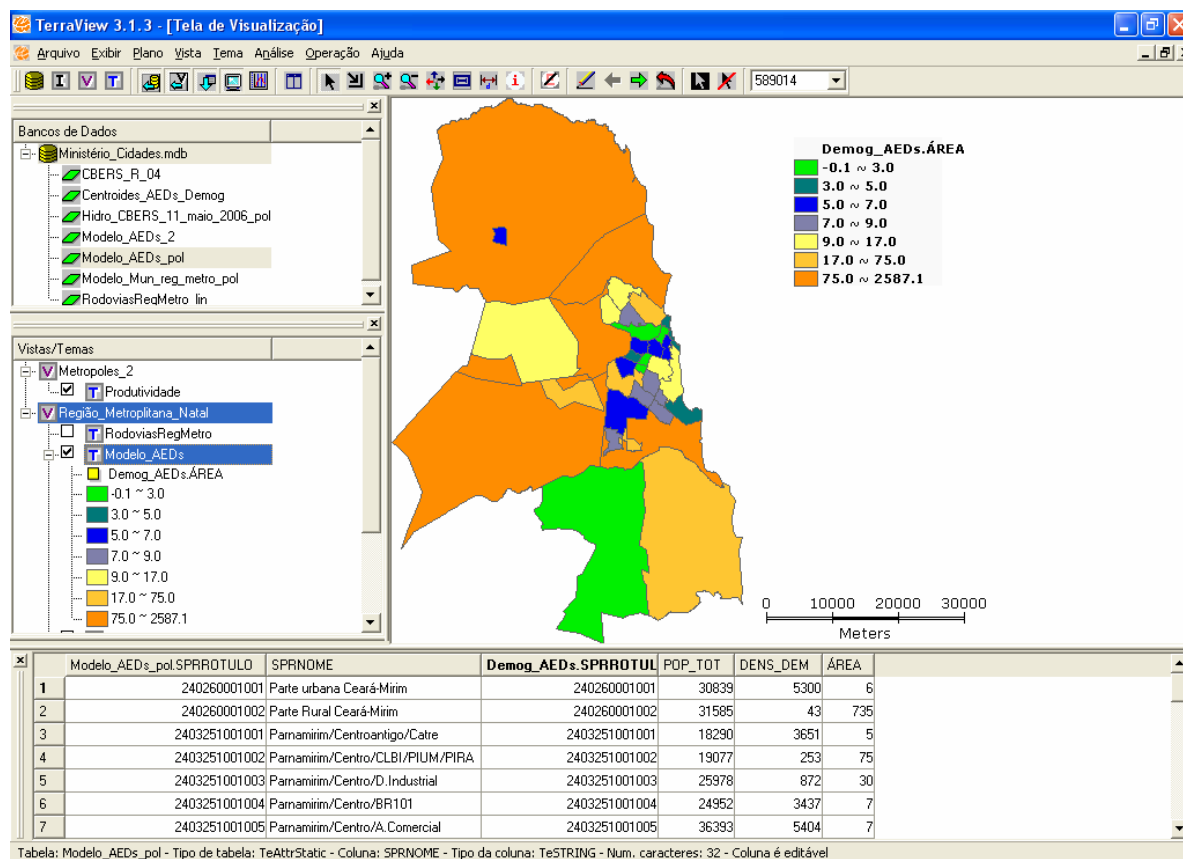 TerraView 3.1.3 - [Tela de Visualização]
Arquivo Exibir Plano Vista Tema Análise Operação Ajuda
I V T 589014
Bancos de Dados
Ministério_Cidades.mdb
CBERS_R_04
Centroides_AEDs_Demog
Hidro_CBERS_11_maio_2006_pol
Modelo_AEDs_2
Modelo_AEDs_pol
Modelo_Mun_reg_metro_pol
RodoviasRegMetro_lin
Vistas/Temas
V Metropoles_2
T Produtividade
V Região_Metroplitana_Natal
T RodoviasRegMetro
T Modelo_AEDs
Demog_AEDs.ÁREA
-0.1 ~ 3.0
3.0 ~ 5.0
5.0 ~ 7.0
7.0 ~ 9.0
9.0 ~ 17.0
17.0 ~ 75.0
75.0 ~ 2587.1
Demog_AEDs.ÁREA
-0.1 ~ 3.0
3.0 ~ 5.0
5.0 ~ 7.0
7.0 ~ 9.0
9.0 ~ 17.0
17.0 ~ 75.0
75.0 ~ 2587.1
0 10000 20000 30000
Meters
Modelo_AEDs_pol.SPRROTULO SPRNOME Demog_AEDs.SPRROTUL POP_TOT DENS_DEM ÁREA
1 240260001001 Parte urbana Ceará-Mirim 240260001001 30839 5300 6
2 240260001002 Parte Rural Ceará-Mirim 240260001002 31585 43 735
3 2403251001001 Parnamirim/Centroantigo/Catre 2403251001001 18290 3651 5
4 2403251001002 Parnamirim/Centro/CLBI/PIUM/PIRA 2403251001002 19077 253 75
5 2403251001003 Parnamirim/Centro/D.Industrial 2403251001003 25978 872 30
6 2403251001004 Parnamirim/Centro/BR101 2403251001004 24952 3437 7
7 2403251001005 Parnamirim/Centro/A.Comercial 2403251001005 36393 5404 7
Tabela: Modelo_AEDs_pol - Tipo de tabela: TeAttrStatic - Coluna: SPRNOME - Tipo da coluna: TeSTRING - Num. caracteres: 32 - Coluna é editável